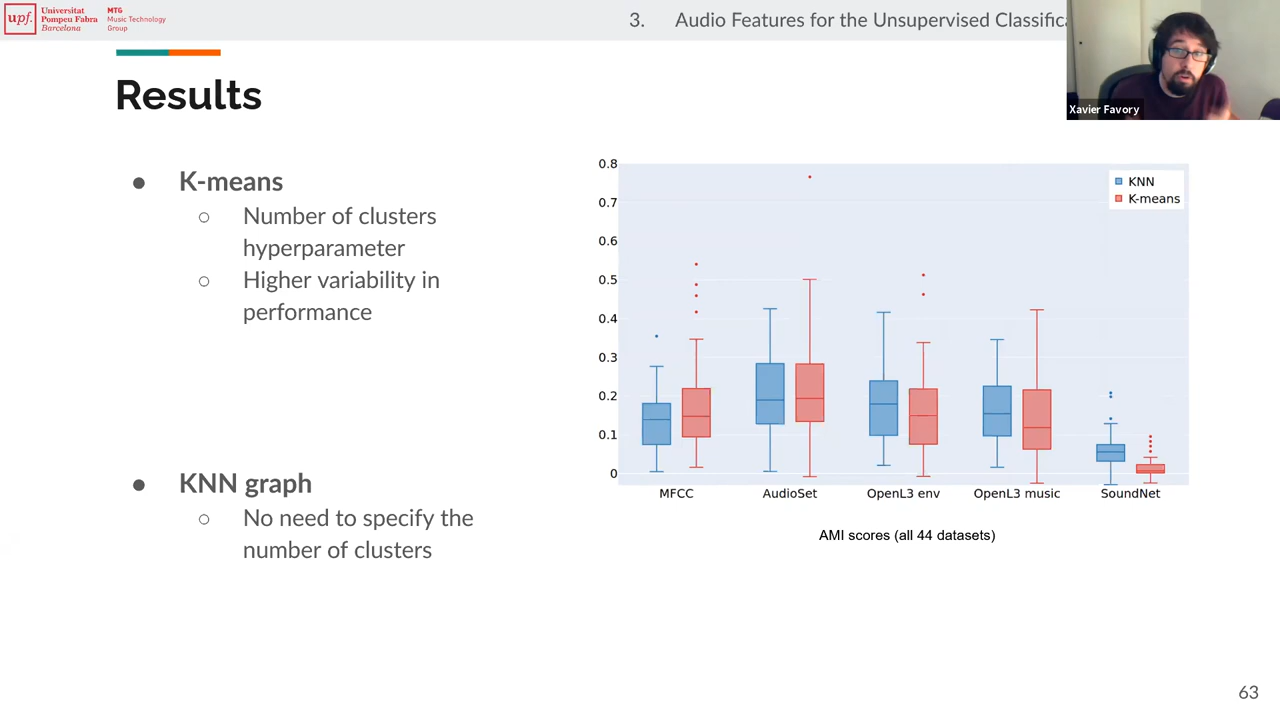 upf.
Universitat
Pompeu Fabra
Barcelona
MTG
Music Technology
Group
3. Audio Features for the Unsupervised Classifica
Xavier Favory
Results
● K-means
○ Number of clusters
hyperparameter
○ Higher variability in
performance
● KNN graph
○ No need to specify the
number of clusters
0.8
0.7
0.6
0.5
0.4
0.3
0.2
0.1
0
KNN
K-means
MFCC AudioSet OpenL3 env OpenL3 music SoundNet
AMI scores (all 44 datasets)
63